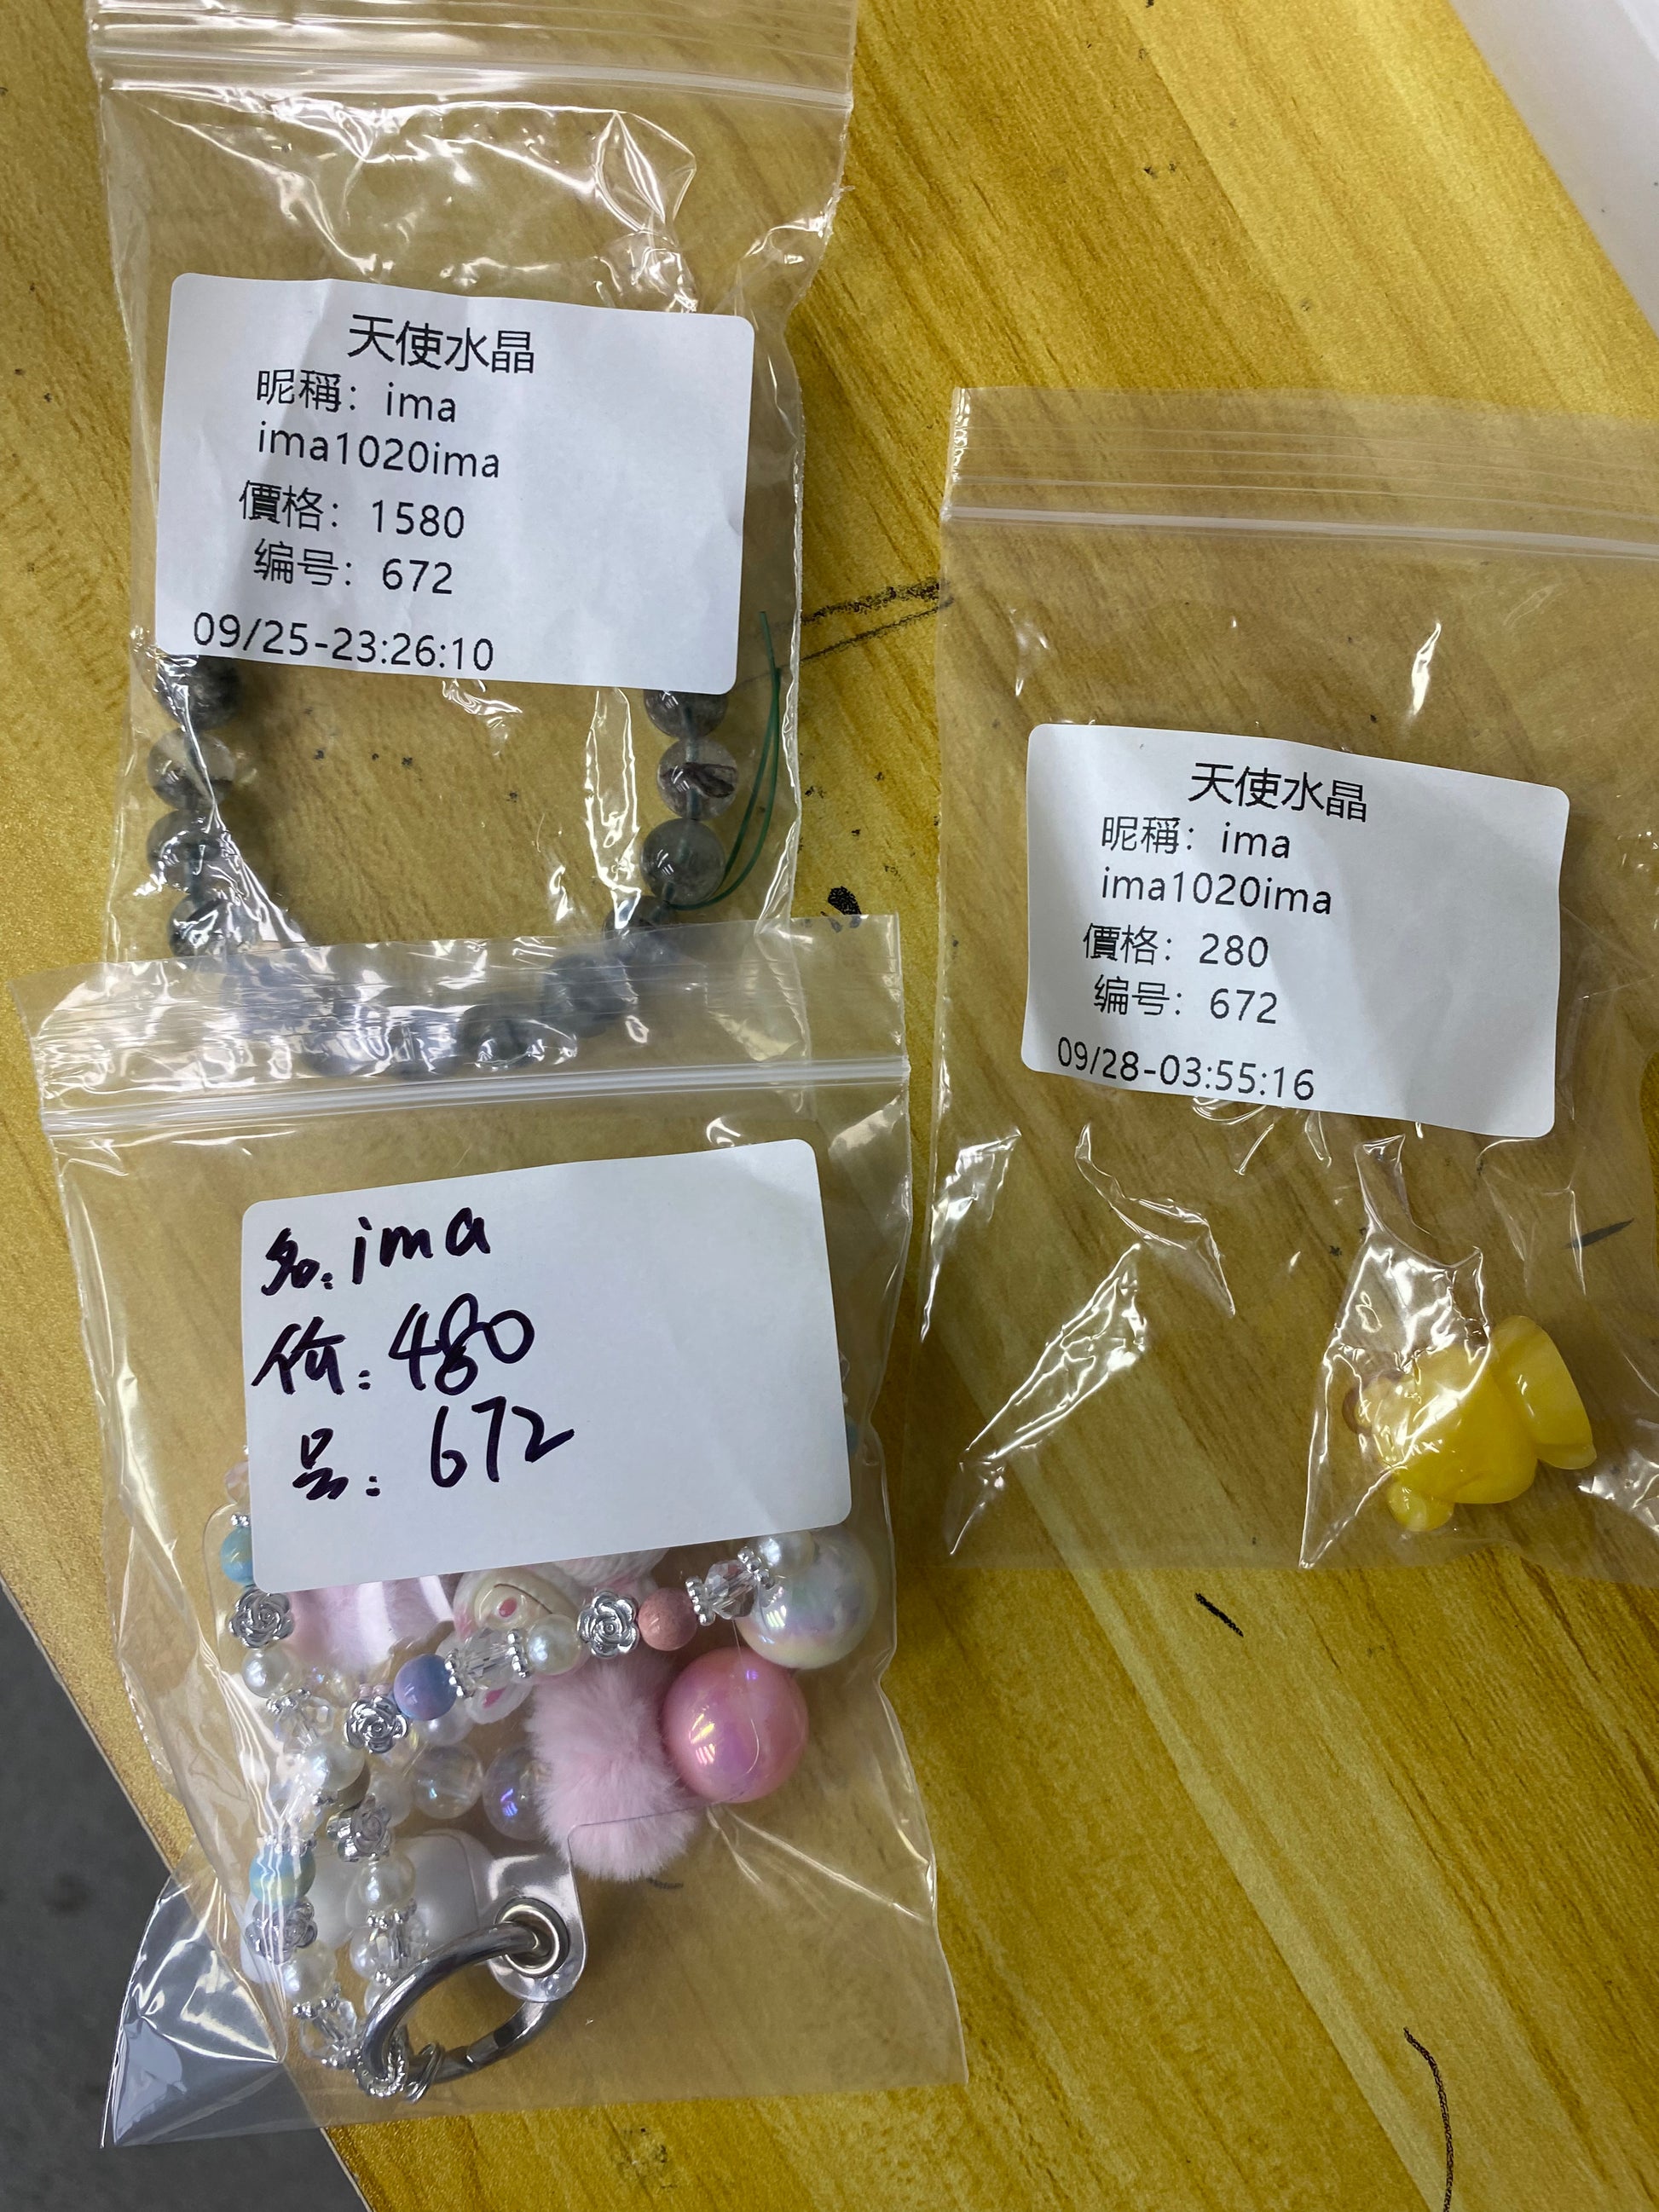 天使水晶
昵稱：ima
ima1020ima
價格：1580
编号：672
09/25-23:26:10
天使水晶
昵稱：ima
ima1020ima
價格：280
编号：672
09/28-03:55:16
名：ima
价：480
号：672